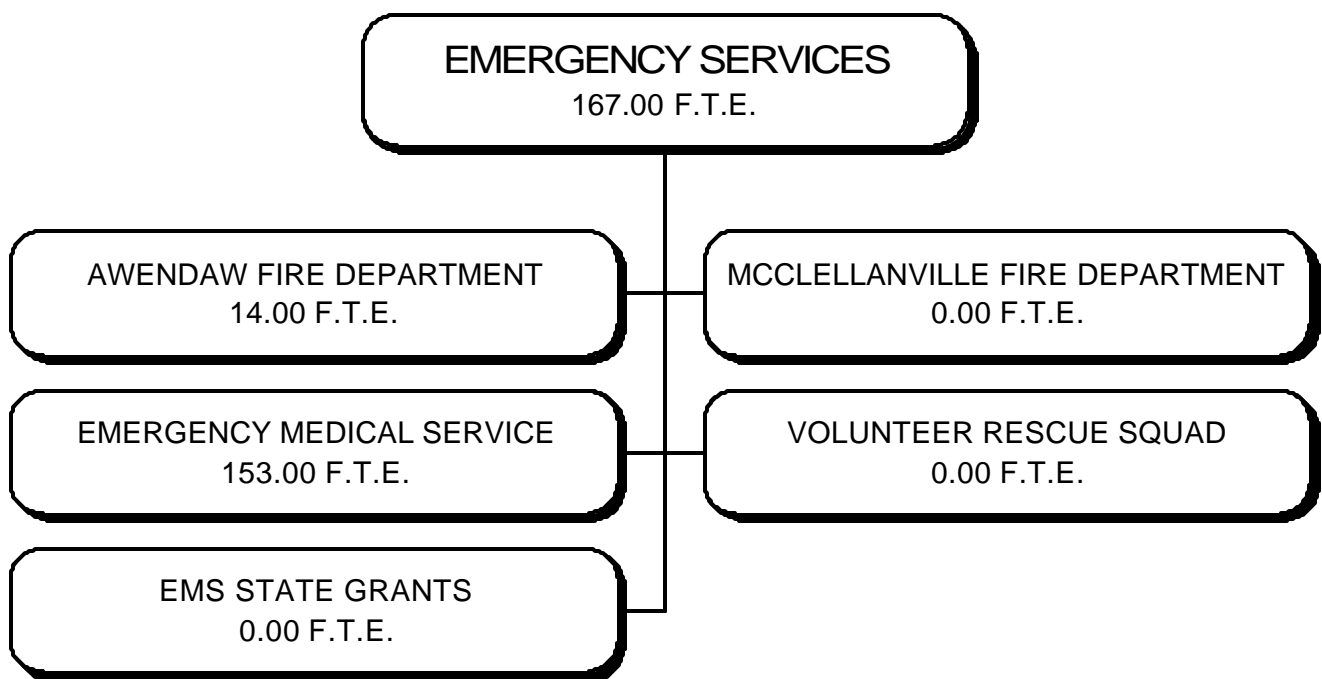 EMERGENCY SERVICES
167.00 F.T.E.
AWENDAW FIRE DEPARTMENT
14.00 F.T.E.
MCCLELLANVILLE FIRE DEPARTMENT
0.00 F.T.E.
EMERGENCY MEDICAL SERVICE
153.00 F.T.E.
VOLUNTEER RESCUE SQUAD
0.00 F.T.E.
EMS STATE GRANTS
0.00 F.T.E.